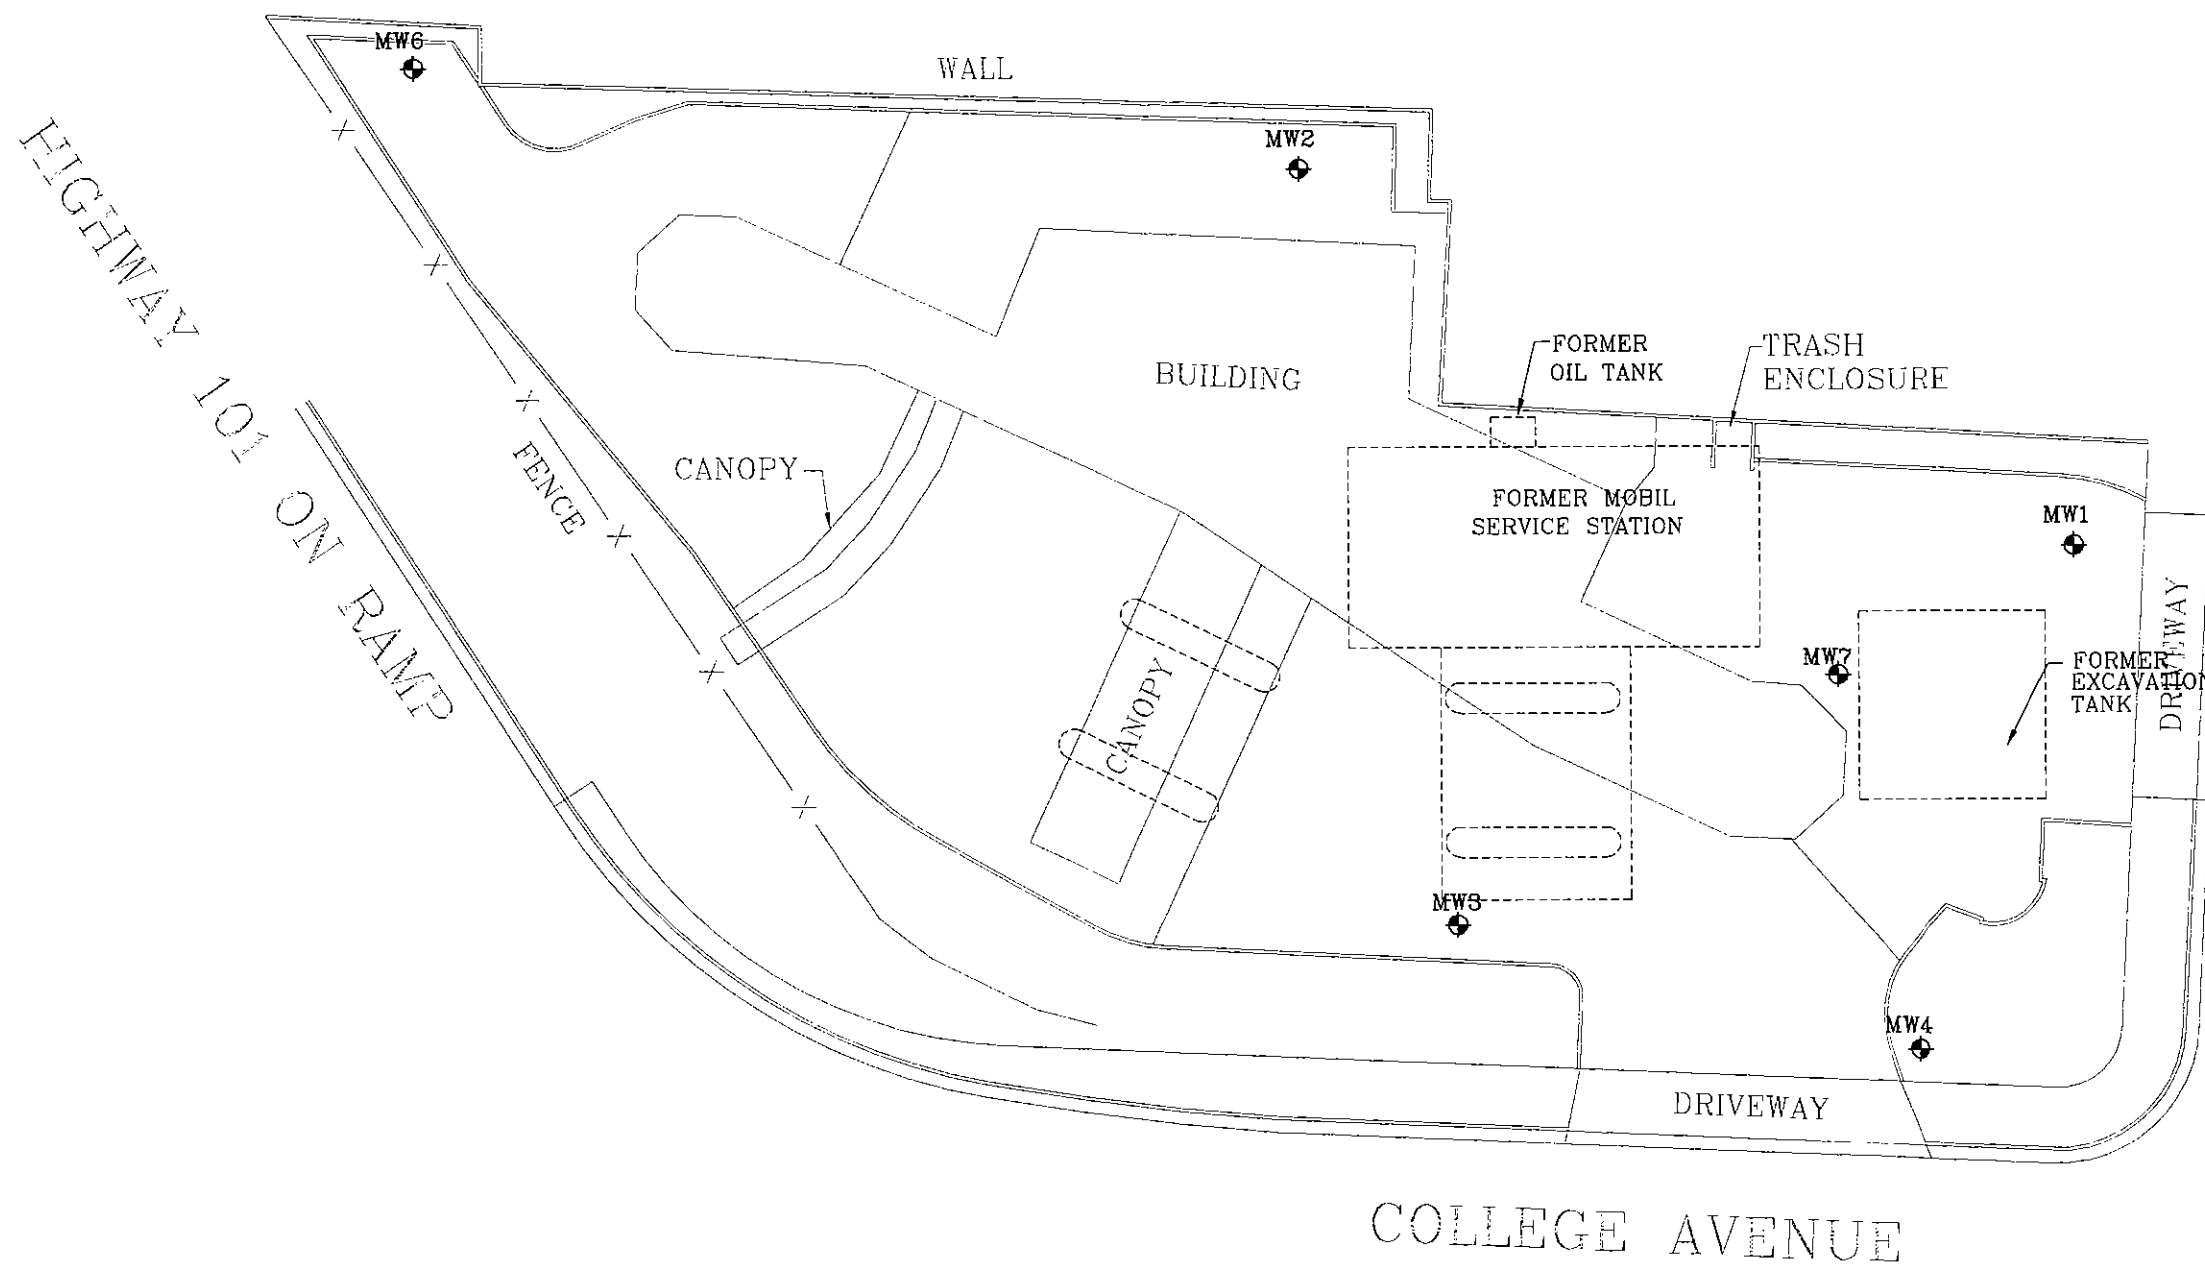 MW6
WALL
MW2
HIGHWAY 101 ON RAMP
FORMER
OIL TANK
TRASH
ENCLOSURE
BUILDING
CANOPY
FENCE
FORMER MOBIL
SERVICE STATION
MW1
DRIVEWAY
MW7
FORMER
EXCAVATION
TANK
CANOPY
MW3
MW4
DRIVEWAY
COLLEGE AVENUE